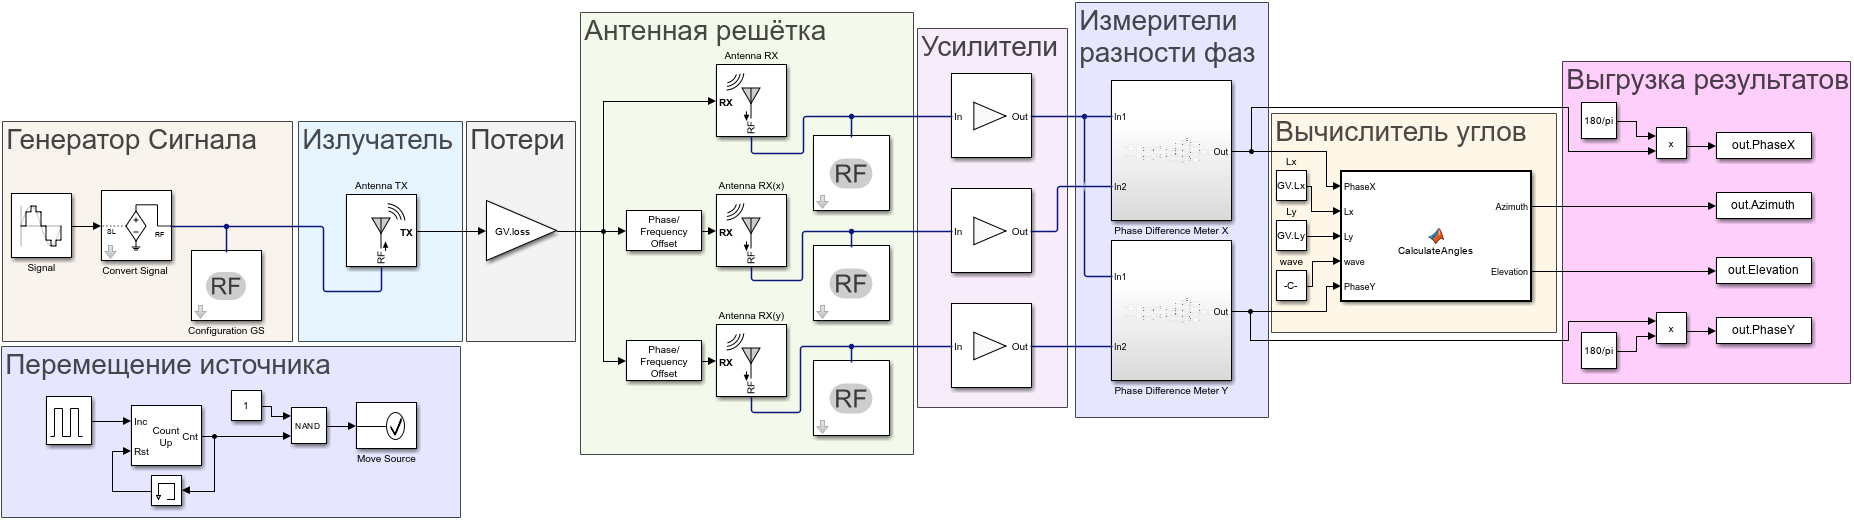 Генератор Сигнала
Signal
SL
RF
Convert Signal
RF
Configuration GS
Излучатель
Antenna TX
TX
RF
Потери
GV.loss
Перемещение источника
Inc
Rst
Count
Up
Cnt
1
NAND
Move Source
Антенная решётка
Antenna RX
RX
RF
RF
Phase/
Frequency
Offset
Antenna RX(x)
RX
RF
RF
Phase/
Frequency
Offset
Antenna RX(y)
RX
RF
RF
Усилители
In
Out
In
Out
In
Out
Измерители
разности фаз
In1
In2
Out
Phase Difference Meter X
In1
In2
Out
Phase Difference Meter Y
Вычислитель углов
Lx
GV.Lx
Ly
GV.Ly
wave
-C-
PhaseX
Lx
Ly
wave
PhaseY
CalculateAngles
Azimuth
Elevation
Выгрузка результатов
180/pi
x
out.PhaseX
out.Azimuth
out.Elevation
180/pi
x
out.PhaseY